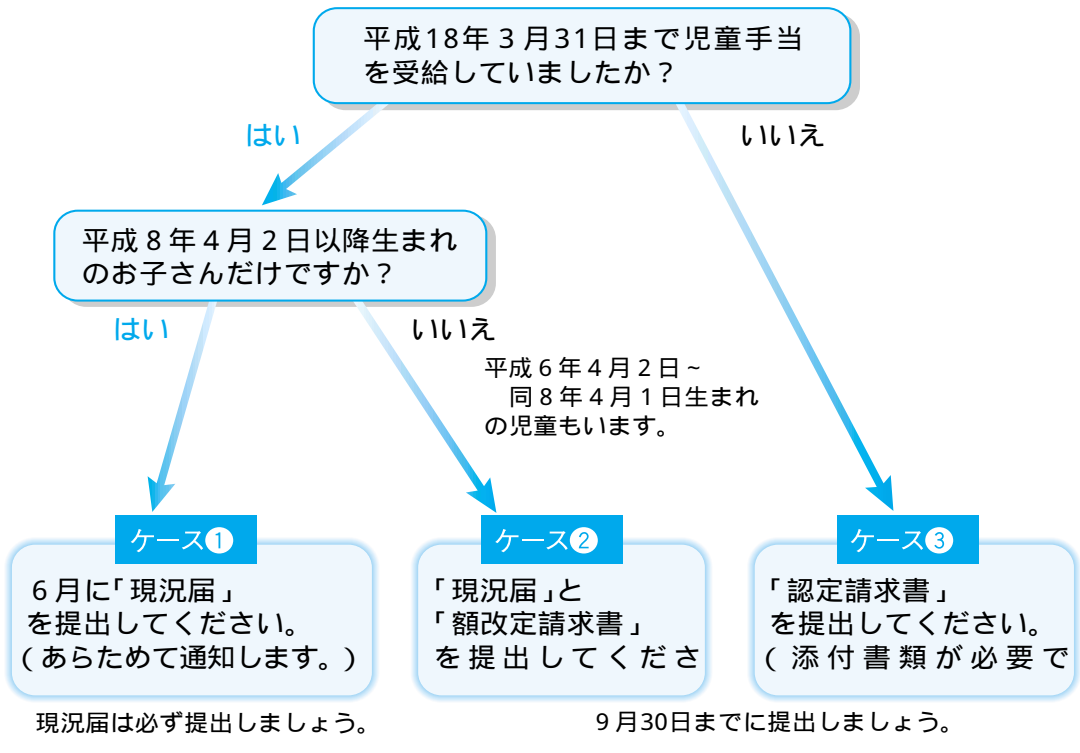 平成18年３月31日まで児童手当
を受給していましたか？
はい
いいえ
平成８年４月２日以降生まれ
のお子さんだけですか？
はい
いいえ
平成６年４月２日～
同８年４月１日生まれ
の児童もいます。
ケース❶
６月に「現況届」
を提出してください。
(あらためて通知します。)
ケース❷
「現況届」と
「額改定請求書」
を提出してくださ
ケース❸
「認定請求書」
を提出してください。
(添付書類が必要で
現況届は必ず提出しましょう。
９月30日までに提出しましょう。